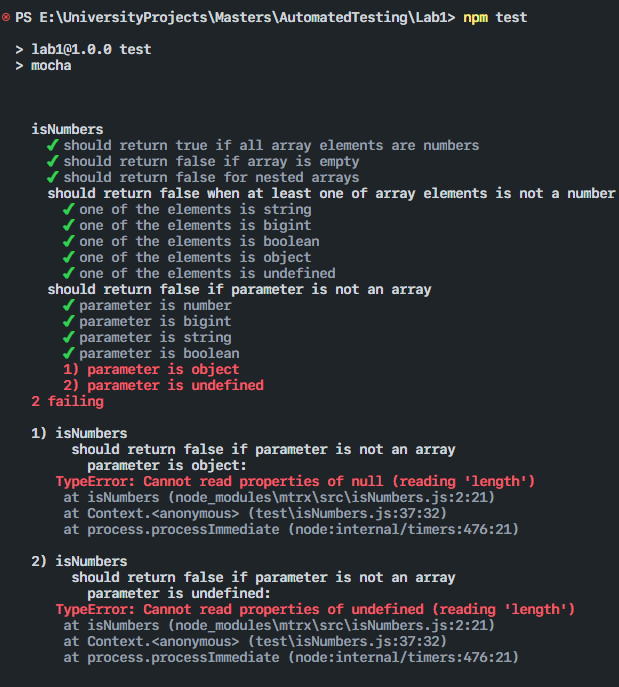 PS E:\UniversityProjects\Masters\AutomatedTesting\Lab1> npm test
> lab1@1.0.0 test
> mocha
isNumbers
✔ should return true if all array elements are numbers
✔ should return false if array is empty
✔ should return false for nested arrays
should return false when at least one of array elements is not a number
✔ one of the elements is string
✔ one of the elements is bigint
✔ one of the elements is boolean
✔ one of the elements is object
✔ one of the elements is undefined
should return false if parameter is not an array
✔ parameter is number
✔ parameter is bigint
✔ parameter is string
✔ parameter is boolean
1) parameter is object
2) parameter is undefined
2 failing
1) isNumbers
should return false if parameter is not an array
parameter is object:
TypeError: Cannot read properties of null (reading 'length')
at isNumbers (node_modules\mtrx\src\isNumbers.js:2:21)
at Context.<anonymous> (test\isNumbers.js:37:32)
at process.processImmediate (node:internal/timers:476:21)
2) isNumbers
should return false if parameter is not an array
parameter is undefined:
TypeError: Cannot read properties of undefined (reading 'length')
at isNumbers (node_modules\mtrx\src\isNumbers.js:2:21)
at Context.<anonymous> (test\isNumbers.js:37:32)
at process.processImmediate (node:internal/timers:476:21)